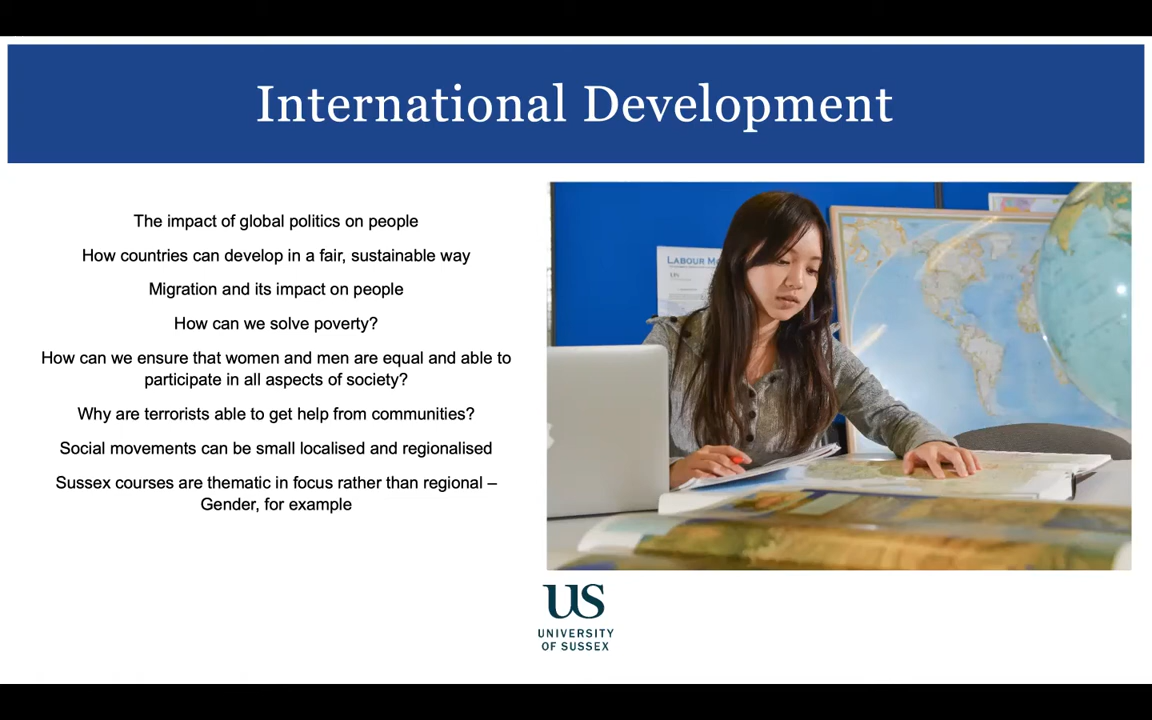 International Development
The impact of global politics on people
How countries can develop in a fair, sustainable way
Migration and its impact on people
How can we solve poverty?
How can we ensure that women and men are equal and able to
participate in all aspects of society?
Why are terrorists able to get help from communities?
Social movements can be small localised and regionalised
Sussex courses are thematic in focus rather than regional –
Gender, for example
LABOUR
US
UNIVERSITY
OF SUSSEX